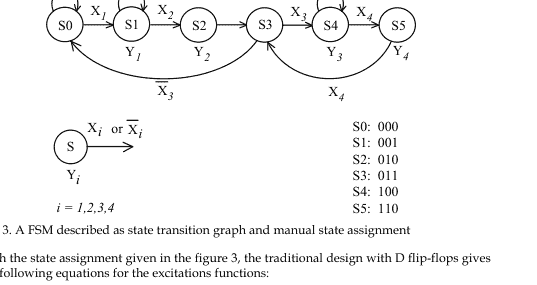 X1 X2 X3 X4
S0 S1 S2 S3 S4 S5
Y1 Y2 Y3 Y4
X̅3 X4
Xi or X̅i
S
Yi
i = 1,2,3,4
S0: 000
S1: 001
S2: 010
S3: 011
S4: 100
S5: 110
3. A FSM described as state transition graph and manual state assignment
h the state assignment given in the figure 3, the traditional design with D flip-flops gives
following equations for the excitations functions: